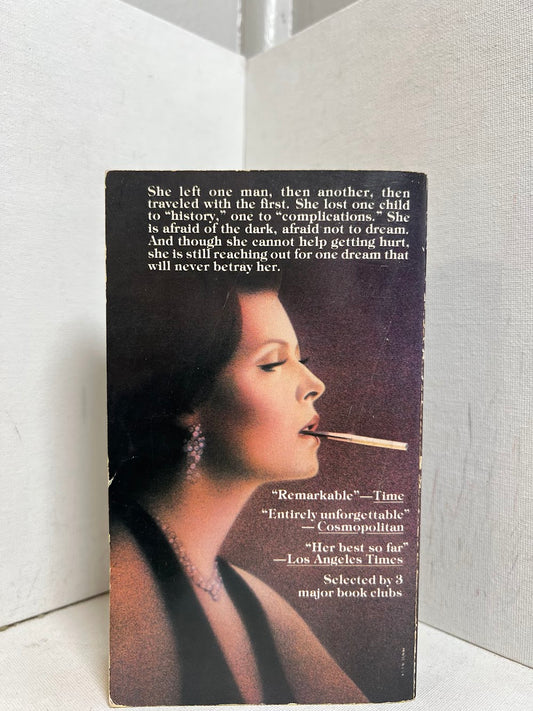 She left one man, then another, then
traveled with the first. She lost one child
to “history,” one to “complications.” She
is afraid of the dark, afraid not to dream.
And though she cannot help getting hurt,
she is still reaching out for one dream that
will never betray her.
“Remarkable”—Time
“Entirely unforgettable”
—Cosmopolitan
“Her best so far”
—Los Angeles Times
Selected by 3
major book clubs